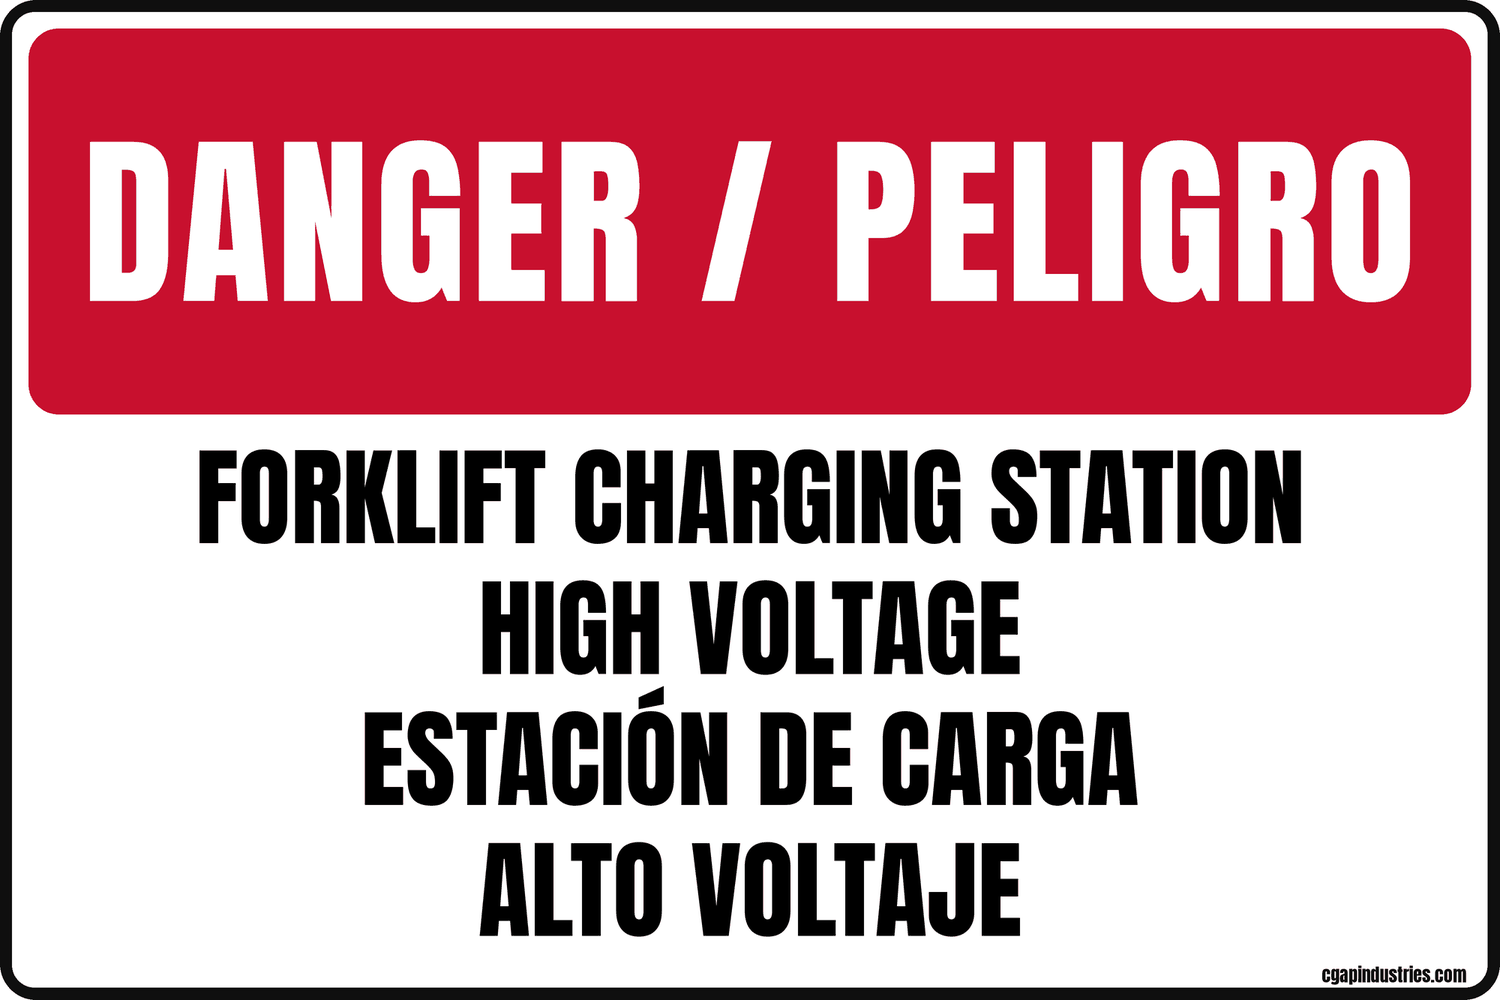 DANGER / PELIGRO
FORKLIFT CHARGING STATION
HIGH VOLTAGE
ESTACIÓN DE CARGA
ALTO VOLTAJE
cgapindustries.com